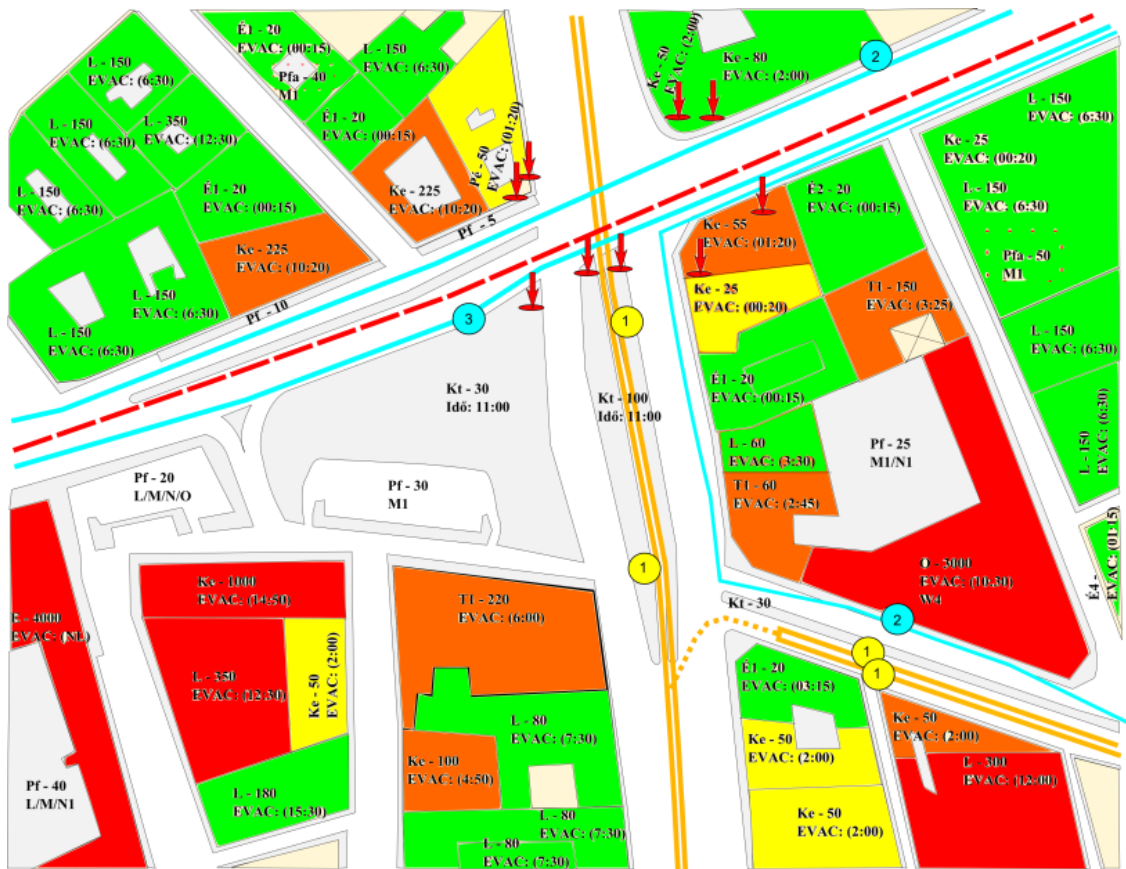 É1 - 20
EVAC: (00:15)
Pfa - 40
M1
L - 150
EVAC: (6:30)
Ke - 50
EVAC: (2:00)
Ke - 80
EVAC: (2:00)
2
L - 150
EVAC: (6:30)
L - 350
EVAC: (12:30)
L - 150
EVAC: (6:30)
É1 - 20
EVAC: (00:15)
Pé - 50
EVAC: (01:20)
L - 150
EVAC: (6:30)
Ke - 25
EVAC: (00:20)
L - 150
EVAC: (6:30)
Pfa - 50
M1
L - 150
EVAC: (6:30)
É1 - 20
EVAC: (00:15)
Ke - 225
EVAC: (10:20)
Pf - 5
É2 - 20
EVAC: (00:15)
Ke - 55
EVAC: (01:20)
Ke - 225
EVAC: (10:20)
L - 150
EVAC: (6:30)
Pf - 10
L - 150
EVAC: (6:30)
3
1
Ke - 25
EVAC: (00:20)
T1 - 150
EVAC: (3:25)
L - 150
EVAC: (6:30)
Kt - 30
Idő: 11:00
Kt - 100
Idő: 11:00
É1 - 20
EVAC: (00:15)
L - 60
EVAC: (3:30)
Pf - 25
M1/N1
L - 150
EVAC: (6:30)
Pf - 20
L/M/N/O
Pf - 30
M1
T1 - 60
EVAC: (2:45)
1
Ke - 1000
EVAC: (14:50)
T1 - 220
EVAC: (6:00)
Kt - 30
- 3000
EVAC: (10:30)
W4
É4 -
EVAC: (01:15)
2
- 4000
EVAC: (NL)
L - 350
EVAC: (12:30)
Ke - 50
EVAC: (2:00)
1
1
É1 - 20
EVAC: (03:15)
L - 80
EVAC: (7:30)
Ke - 50
EVAC: (2:00)
Ke - 50
EVAC: (2:00)
Ke - 100
EVAC: (4:50)
L - 300
EVAC: (12:00)
Pf - 40
L/M/N1
L - 180
EVAC: (15:30)
L - 80
EVAC: (7:30)
L - 80
EVAC: (7:30)
Ke - 50
EVAC: (2:00)